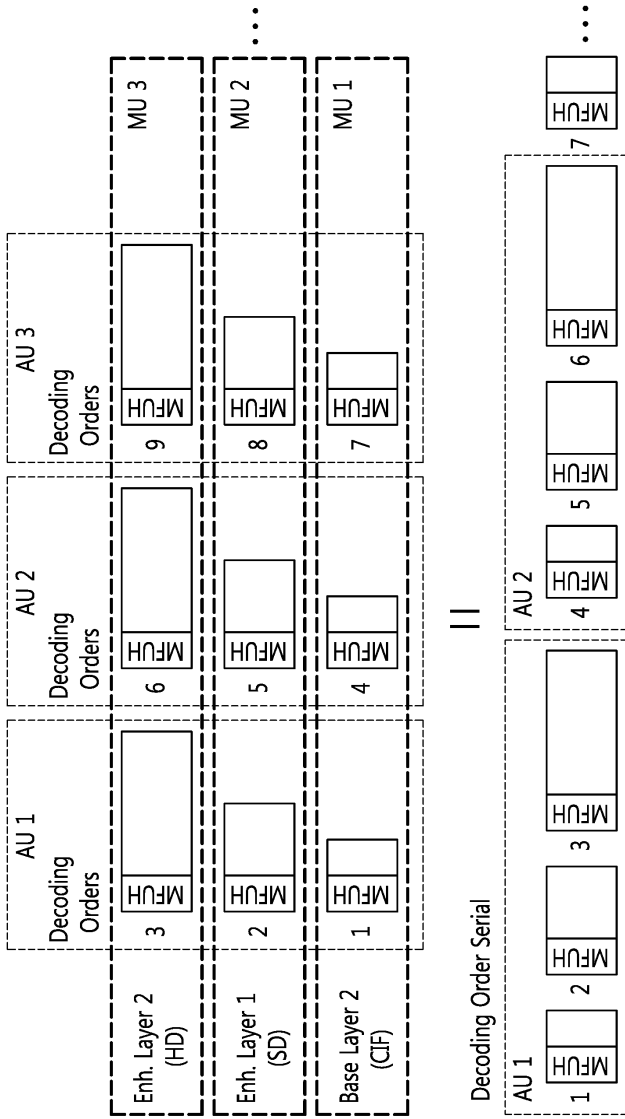 AU 1
AU 2
AU 3
Decoding
Orders
Decoding
Orders
Decoding
Orders
Enh. Layer 2
(HD)
3
MFUH
6
MFUH
9
MFUH
MU 3
Enh. Layer 1
(SD)
2
MFUH
5
MFUH
8
MFUH
MU 2
Base Layer 2
(CIF)
1
MFUH
4
MFUH
7
MFUH
MU 1
Decoding Order Serial
AU 1
AU 2
1
MFUH
2
MFUH
3
MFUH
4
MFUH
5
MFUH
6
MFUH
7
MFUH